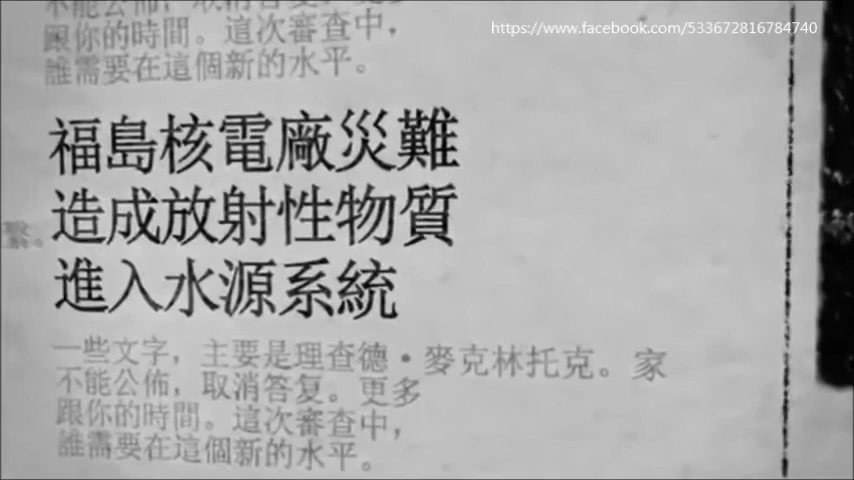 不能公佈，取消答复。更多
https://www.facebook.com/533672816784740
跟你的時間。這次審查中，
誰需要在這個新的水平。
福島核電廠災難
造成放射性物質
繫。
進入水源系統
一些文字，主要是理查德·麥克林托克。家
不能公佈，取消答复。更多
跟你的時間。這次審查中，
誰需要在這個新的水平。